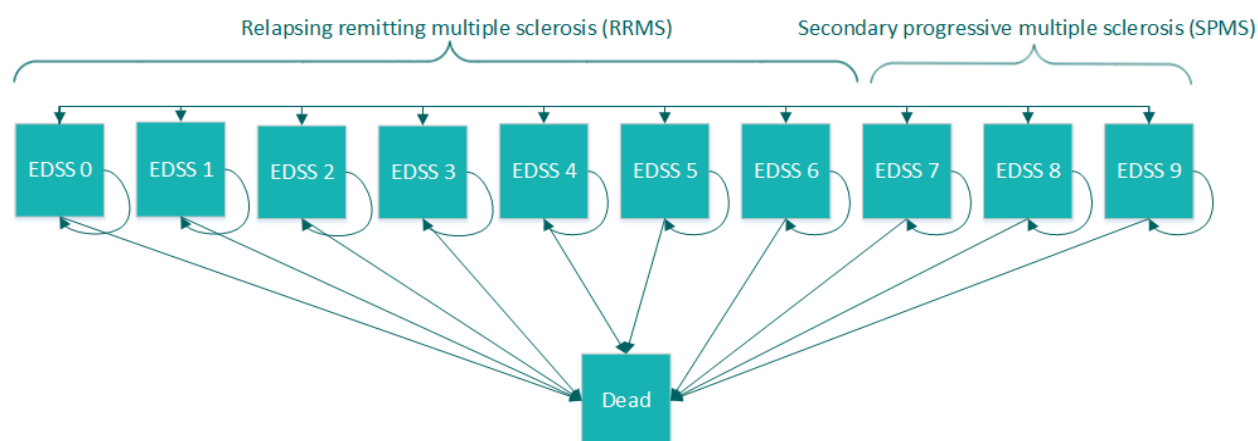 Relapsing remitting multiple sclerosis (RRMS)
Secondary progressive multiple sclerosis (SPMS)
EDSS 0
EDSS 1
EDSS 2
EDSS 3
EDSS 4
EDSS 5
EDSS 6
EDSS 7
EDSS 8
EDSS 9
Dead